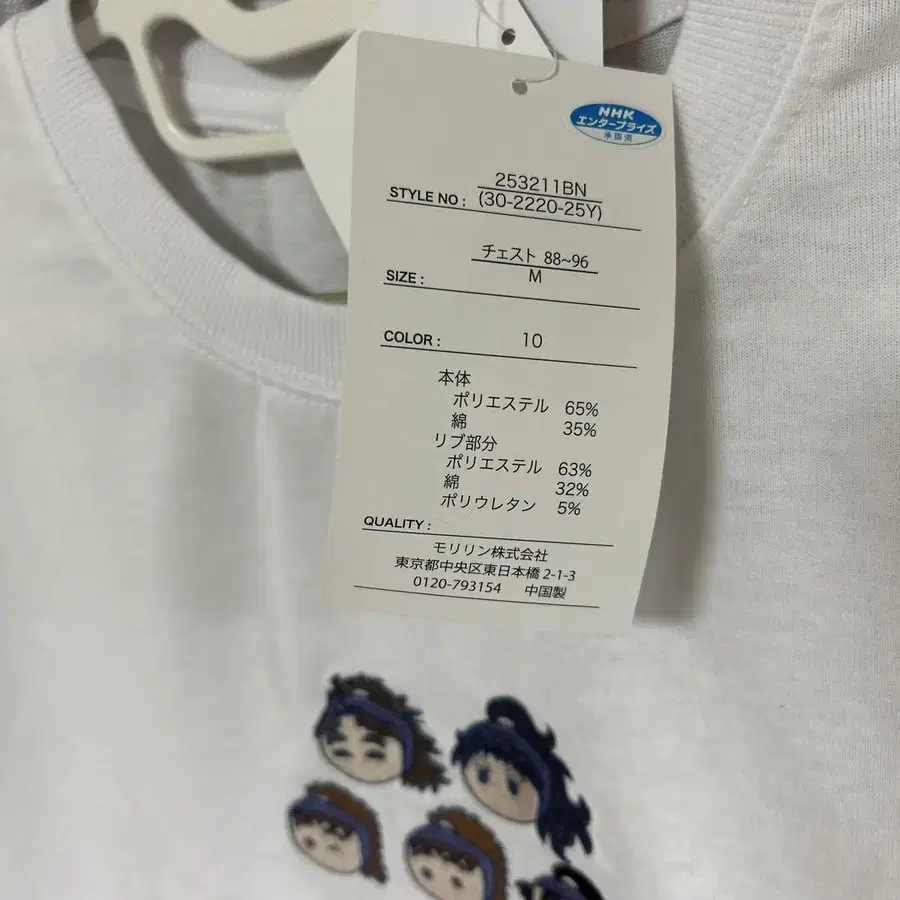 NHK
エンタープライズ
承認済
253211BN
STYLE NO : (30-2220-25Y)
チェスト 88~96
SIZE : M
COLOR : 10
本体
ポリエステル 65%
綿 35%
リブ部分
ポリエステル 63%
綿 32%
ポリウレタン 5%
QUALITY :
モリリン株式会社
東京都中央区東日本橋2-1-3
0120-793154 中国製